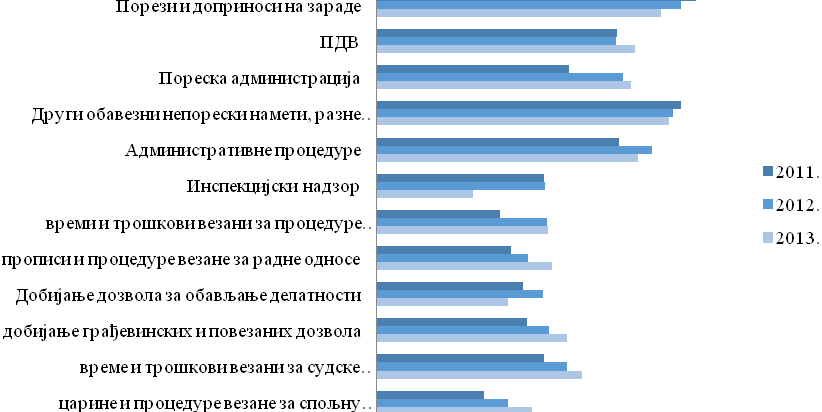 Порези и доприноси на зараде
ПДВ
Пореска администрација
Други обавезни непорески намети, разне..
Административне процедуре
Инспекцијски надзор
времи и трошкови везани за процедуре..
прописи и процедуре везане за радне односе
Добијање дозвола за обављање делатности
добијање грађевинских и повезаних дозвола
време и трошкови везани за судске..
царине и процедуре везане за спољну..
2011.
2012.
2013.